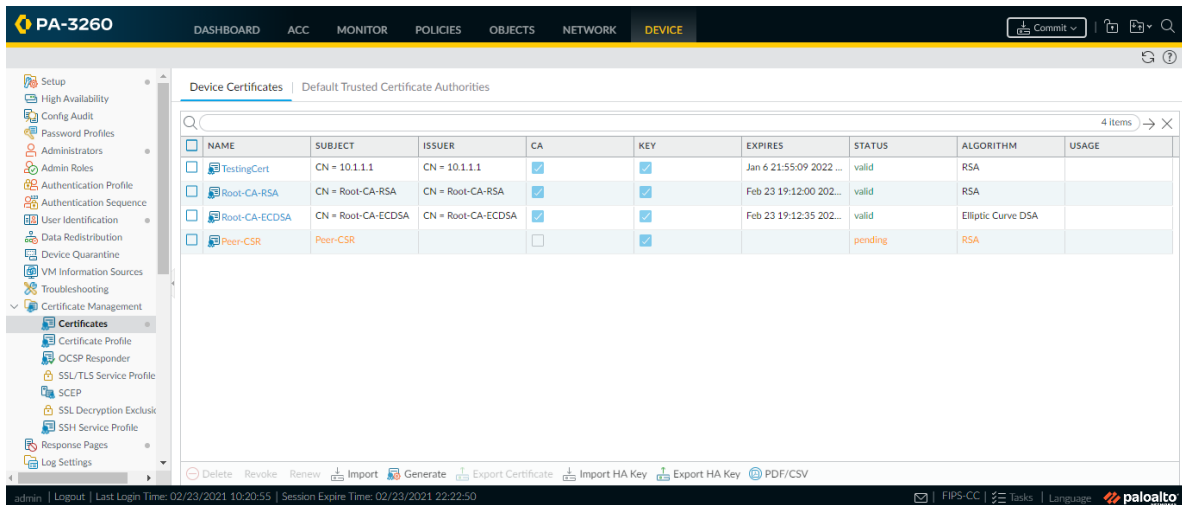 PA-3260
DASHBOARD ACC MONITOR POLICIES OBJECTS NETWORK DEVICE Commit
Setup
High Availability
Config Audit
Password Profiles
Administrators
Admin Roles
Authentication Profile
Authentication Sequence
User Identification
Data Redistribution
Device Quarantine
VM Information Sources
Troubleshooting
Certificate Management
Certificates
Certificate Profile
OCSP Responder
SSL/TLS Service Profile
SCEP
SSL Decryption Exclusio
SSH Service Profile
Response Pages
Log Settings
Device Certificates | Default Trusted Certificate Authorities
4 items
NAME SUBJECT ISSUER CA KEY EXPIRES STATUS ALGORITHM USAGE
TestingCert CN = 10.1.1.1 CN = 10.1.1.1 Jan 6 21:55:09 2022 ... valid RSA
Root-CA-RSA CN = Root-CA-RSA CN = Root-CA-RSA Feb 23 19:12:00 202... valid RSA
Root-CA-ECDSA CN = Root-CA-ECDSA CN = Root-CA-ECDSA Feb 23 19:12:35 202... valid Elliptic Curve DSA
Peer-CSR Peer-CSR pending RSA
Delete Revoke Renew Import Generate Export Certificate Import HA Key Export HA Key PDF/CSV
admin | Logout | Last Login Time: 02/23/2021 10:20:55 | Session Expire Time: 02/23/2021 22:22:50 | FIPS-CC | Tasks | Language paloalto